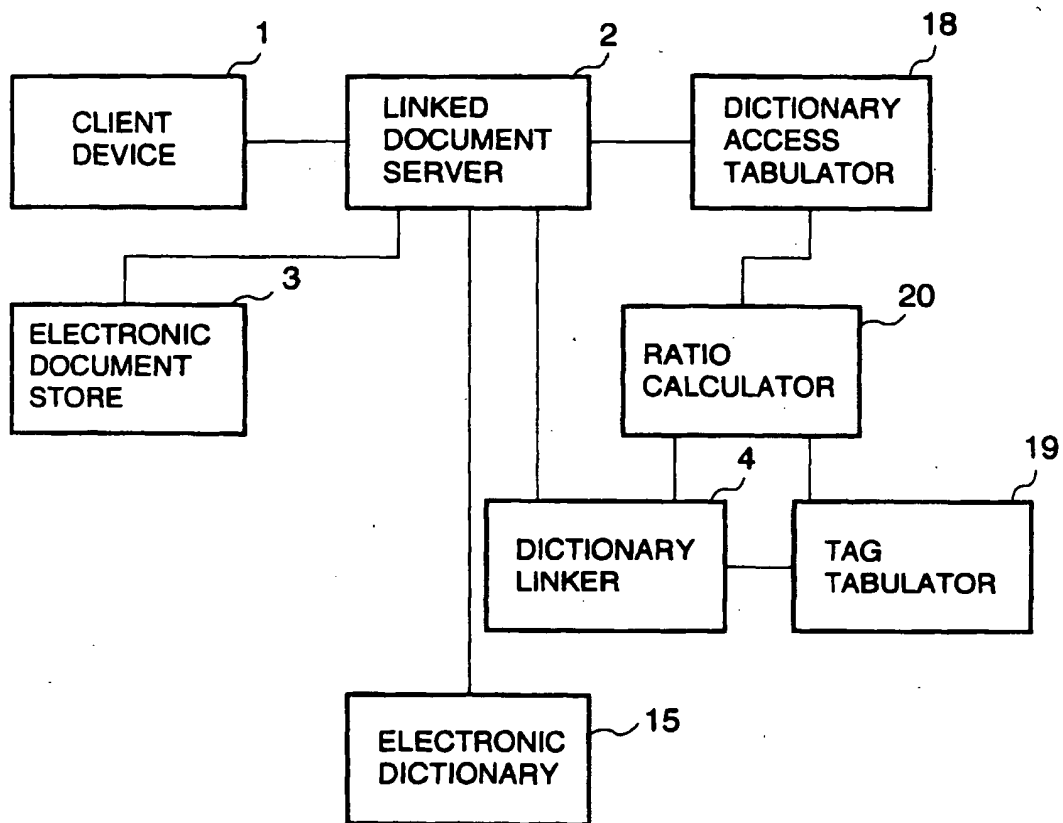 1
CLIENT
DEVICE
2
LINKED
DOCUMENT
SERVER
18
DICTIONARY
ACCESS
TABULATOR
3
ELECTRONIC
DOCUMENT
STORE
20
RATIO
CALCULATOR
4
DICTIONARY
LINKER
19
TAG
TABULATOR
15
ELECTRONIC
DICTIONARY